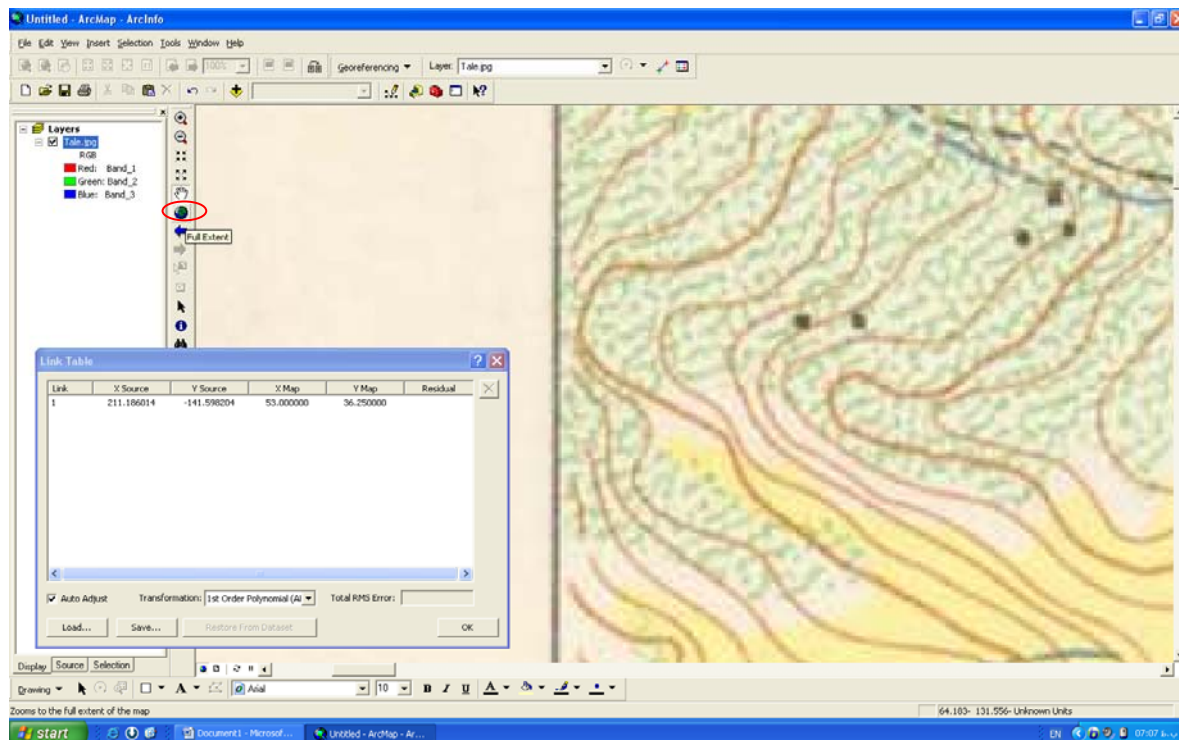 Untitled - ArcMap - ArcInfo
File Edit View Insert Selection Tools Window Help
100% Georeferencing Layer: Tale.jpg
Layers
Tale.jpg
RGB
Red: Band_1
Green: Band_2
Blue: Band_3
Full Extent
Link Table
Link X Source Y Source X Map Y Map Residual
1 211.186014 -141.598204 53.000000 36.250000
Auto Adjust Transformation: 1st Order Polynomial (Af Total RMS Error:
Load... Save... Restore From Dataset OK
Display Source Selection
Drawing A Arial 10 B I U A
Zooms to the full extent of the map 64.183- 131.556- Unknown Units
start Document1 - Microsof... Untitled - ArcMap - Ar... EN 07:07